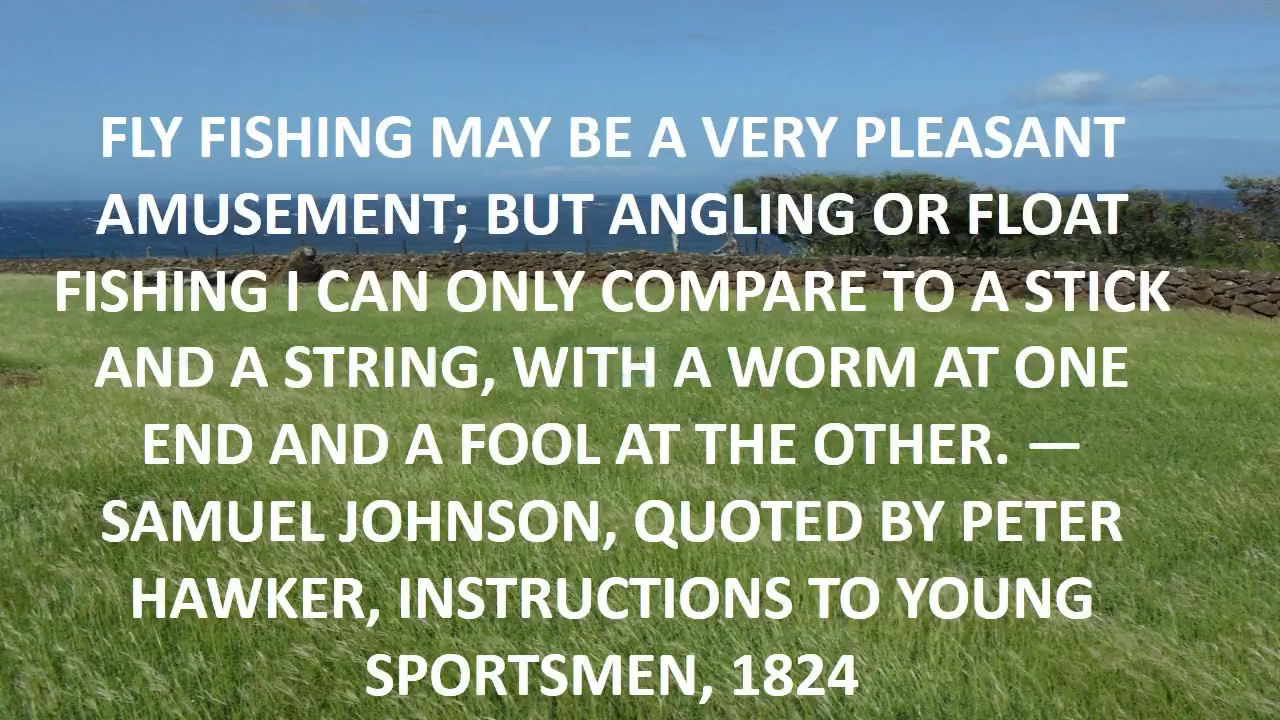 FLY FISHING MAY BE A VERY PLEASANT
AMUSEMENT; BUT ANGLING OR FLOAT
FISHING I CAN ONLY COMPARE TO A STICK
AND A STRING, WITH A WORM AT ONE
END AND A FOOL AT THE OTHER. —
SAMUEL JOHNSON, QUOTED BY PETER
HAWKER, INSTRUCTIONS TO YOUNG
SPORTSMEN, 1824